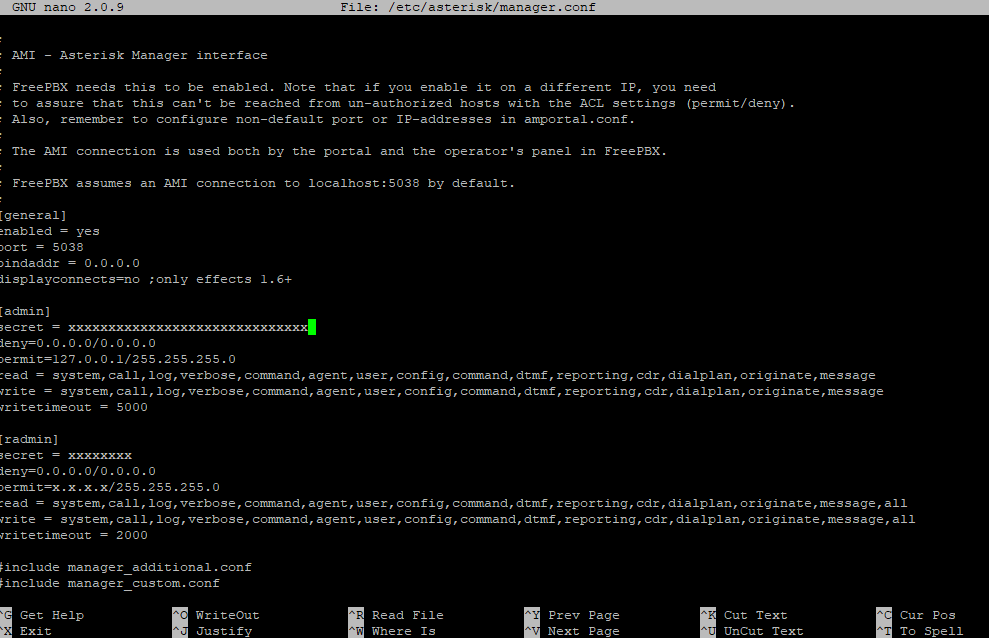 GNU nano 2.0.9 File: /etc/asterisk/manager.conf
;
; AMI - Asterisk Manager interface
;
; FreePBX needs this to be enabled. Note that if you enable it on a different IP, you need
; to assure that this can't be reached from un-authorized hosts with the ACL settings (permit/deny).
; Also, remember to configure non-default port or IP-addresses in amportal.conf.
;
; The AMI connection is used both by the portal and the operator's panel in FreePBX.
;
; FreePBX assumes an AMI connection to localhost:5038 by default.
;
[general]
enabled = yes
port = 5038
bindaddr = 0.0.0.0
displayconnects=no ;only effects 1.6+
[admin]
secret = xxxxxxxxxxxxxxxxxxxxxxxxxxxxxx
deny=0.0.0.0/0.0.0.0
permit=127.0.0.1/255.255.255.0
read = system,call,log,verbose,command,agent,user,config,command,dtmf,reporting,cdr,dialplan,originate,message
write = system,call,log,verbose,command,agent,user,config,command,dtmf,reporting,cdr,dialplan,originate,message
writetimeout = 5000
[radmin]
secret = xxxxxxxx
deny=0.0.0.0/0.0.0.0
permit=x.x.x.x/255.255.255.0
read = system,call,log,verbose,command,agent,user,config,command,dtmf,reporting,cdr,dialplan,originate,message,all
write = system,call,log,verbose,command,agent,user,config,command,dtmf,reporting,cdr,dialplan,originate,message,all
writetimeout = 2000
#include manager_additional.conf
#include manager_custom.conf
^G Get Help ^O WriteOut ^R Read File ^Y Prev Page ^K Cut Text ^C Cur Pos
^X Exit ^J Justify ^W Where Is ^V Next Page ^U UnCut Text ^T To Spell